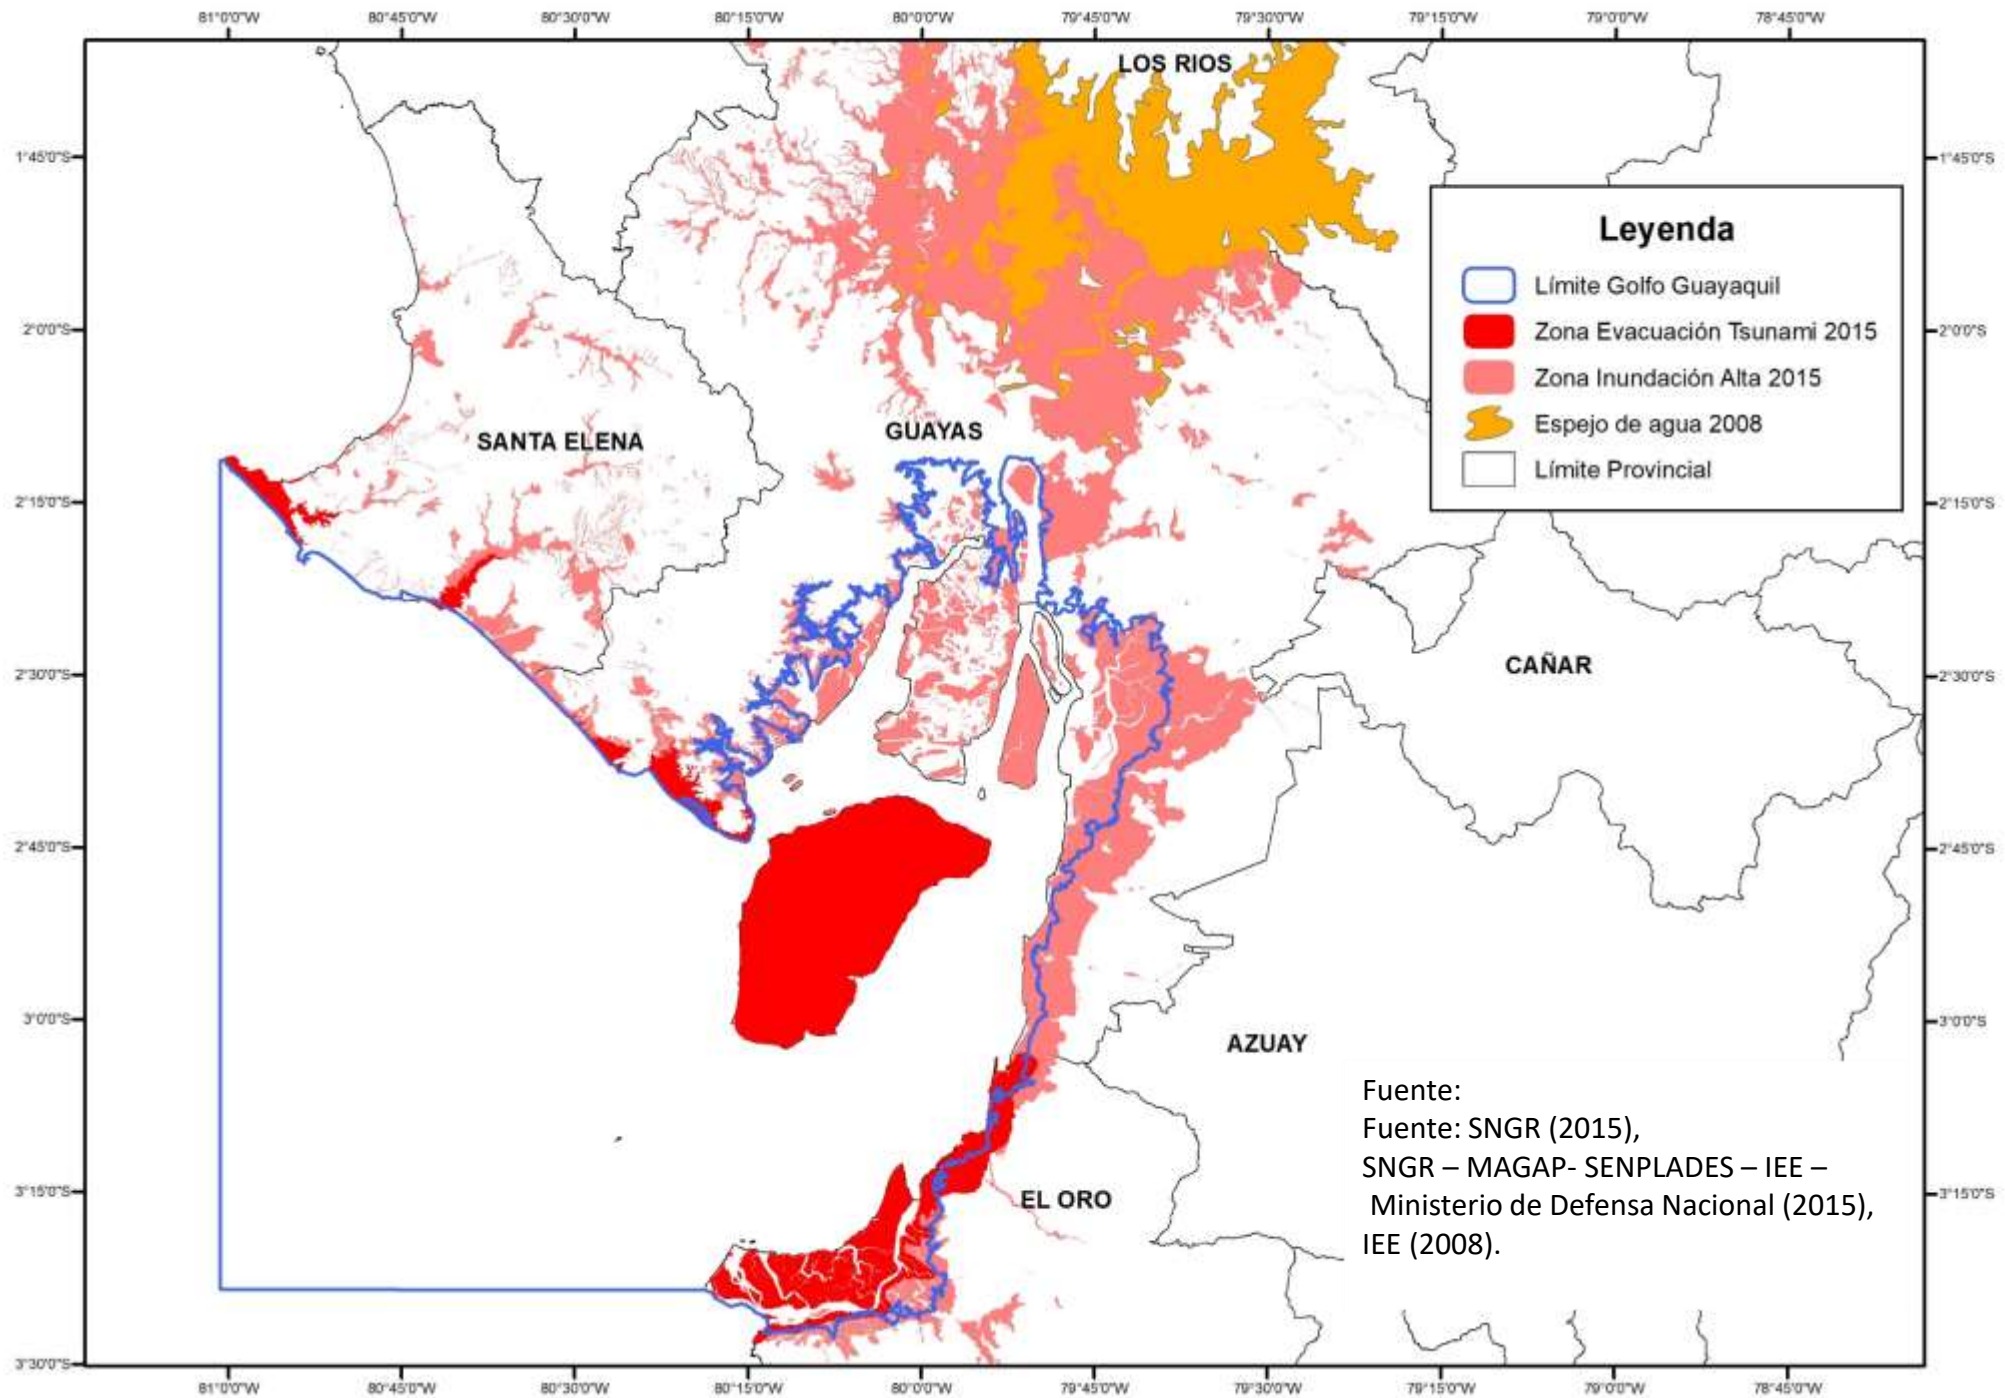 81°0'0"W 80°45'0"W 80°30'0"W 80°15'0"W 80°0'0"W 79°45'0"W 79°30'0"W 79°15'0"W 79°0'0"W 78°45'0"W
LOS RIOS
1°45'0"S 1°45'0"S
Leyenda
Límite Golfo Guayaquil
Zona Evacuación Tsunami 2015
Zona Inundación Alta 2015
Espejo de agua 2008
Límite Provincial
2°0'0"S 2°0'0"S
GUAYAS
SANTA ELENA
2°15'0"S 2°15'0"S
CAÑAR
2°30'0"S 2°30'0"S
2°45'0"S 2°45'0"S
3°0'0"S 3°0'0"S
AZUAY
Fuente:
Fuente: SNGR (2015),
SNGR – MAGAP- SENPLADES – IEE –
Ministerio de Defensa Nacional (2015),
IEE (2008).
3°15'0"S 3°15'0"S
EL ORO
3°30'0"S
81°0'0"W 80°45'0"W 80°30'0"W 80°15'0"W 80°0'0"W 79°45'0"W 79°30'0"W 79°15'0"W 79°0'0"W 78°45'0"W